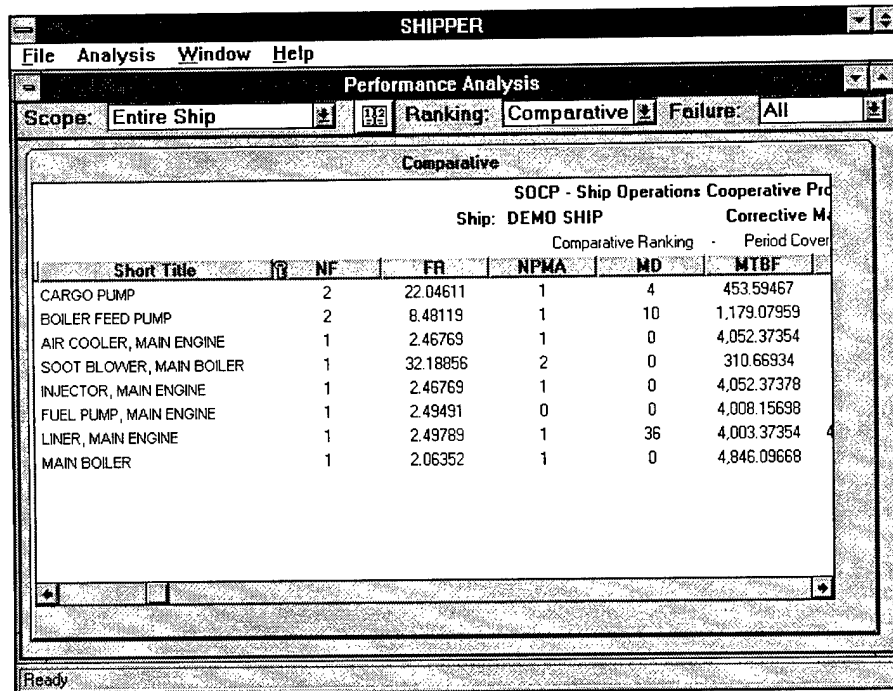 SHIPPER
File Analysis Window Help
Performance Analysis
Scope: Entire Ship Ranking: Comparative Failure: All
Comparative
SOCP - Ship Operations Cooperative Pro
Ship: DEMO SHIP Corrective M
Comparative Ranking - Period Cover
Short Title NF FR NPMA MD MTBF
CARGO PUMP 2 22.04611 1 4 453.59467
BOILER FEED PUMP 2 8.48119 1 10 1,179.07959
AIR COOLER, MAIN ENGINE 1 2.46769 1 0 4,052.37354
SOOT BLOWER, MAIN BOILER 1 32.18856 2 0 310.66934
INJECTOR, MAIN ENGINE 1 2.46769 1 0 4,052.37378
FUEL PUMP, MAIN ENGINE 1 2.49491 0 0 4,008.15698
LINER, MAIN ENGINE 1 2.49789 1 36 4,003.37354 4
MAIN BOILER 1 2.06352 1 0 4,846.09668
Ready